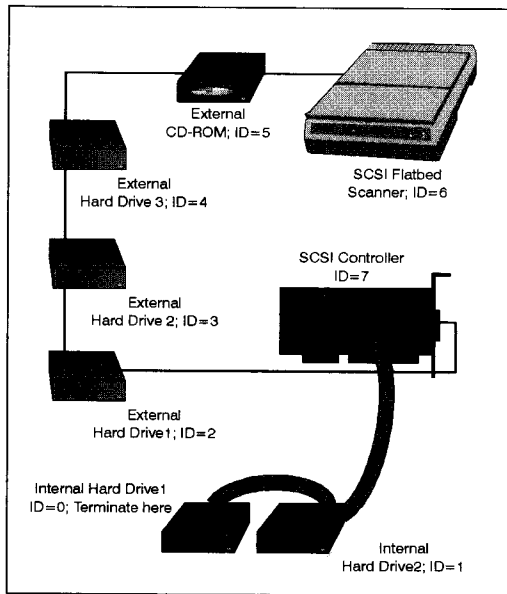 External
CD-ROM; ID=5
SCSI Flatbed
Scanner; ID=6
External
Hard Drive 3; ID=4
SCSI Controller
ID=7
External
Hard Drive 2; ID=3
External
Hard Drive1; ID=2
Internal Hard Drive1
ID=0; Terminate here
Internal
Hard Drive2; ID=1